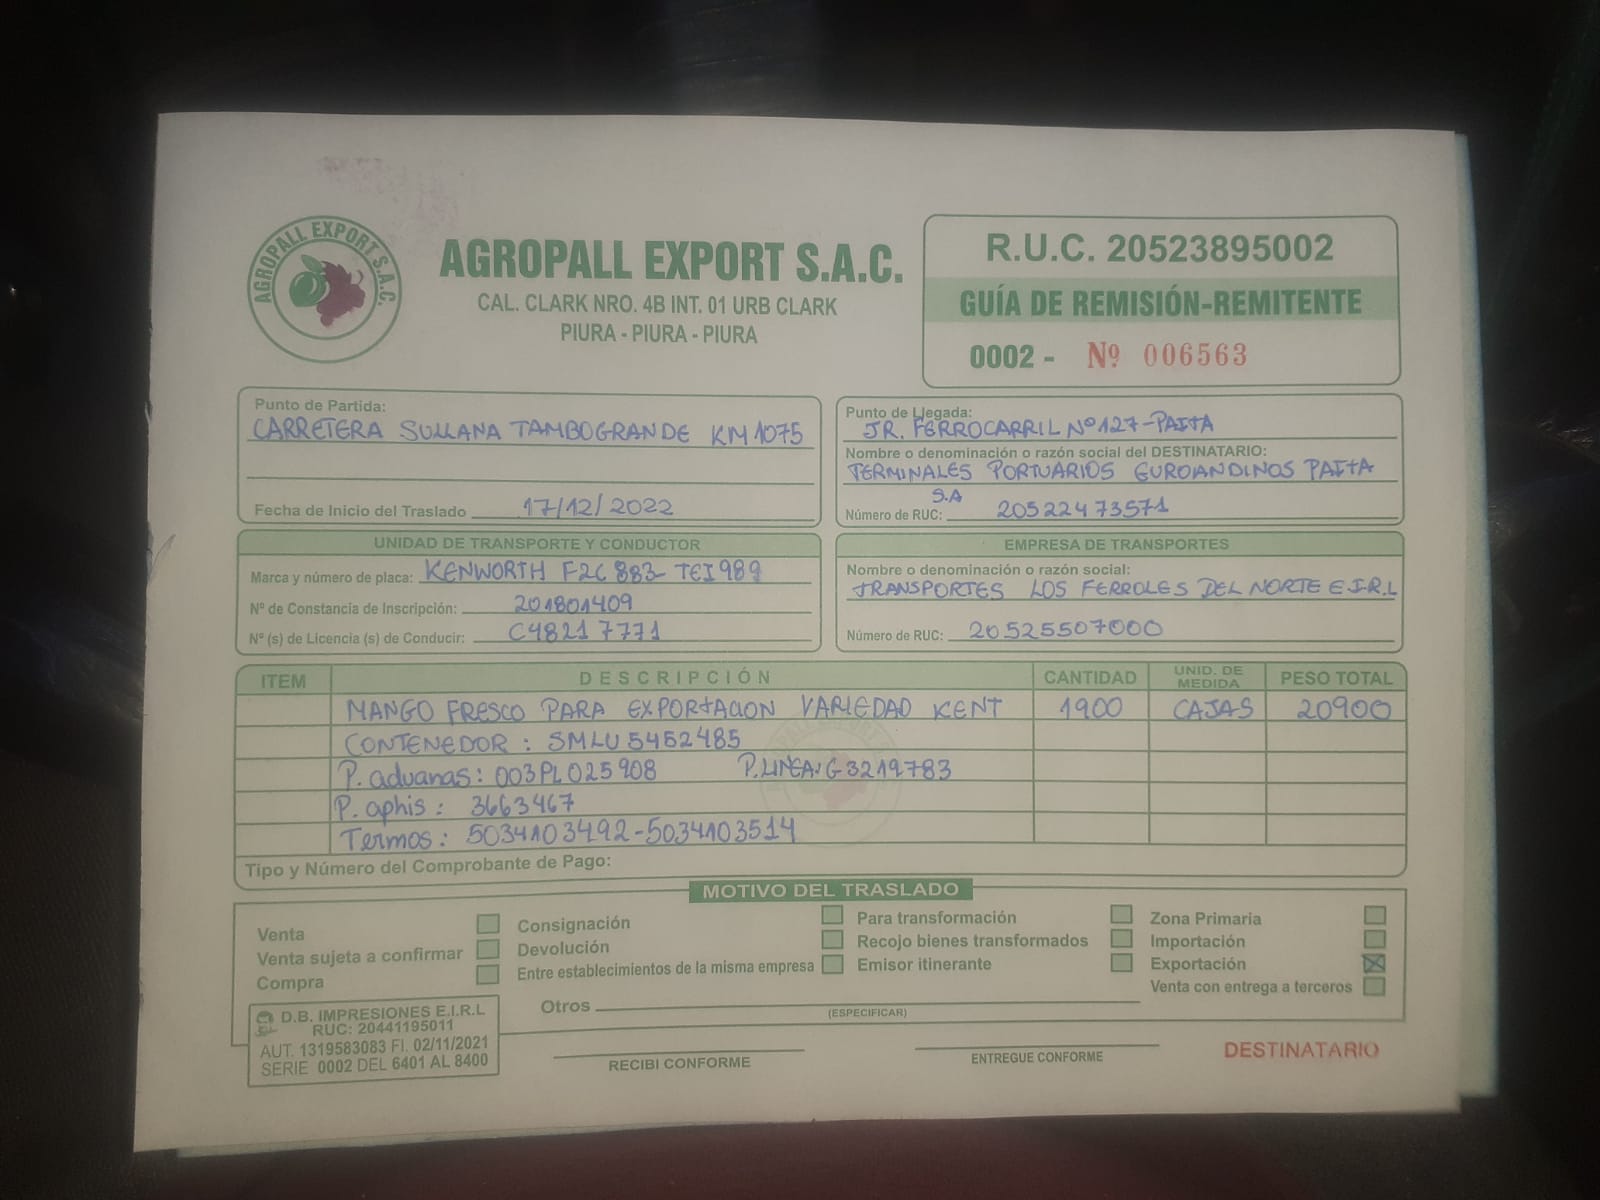 AGROPALL EXPORT S.A.C.
AGROPALL EXPORT S.A.C.
CAL. CLARK NRO. 4B INT. 01 URB CLARK
PIURA - PIURA - PIURA
R.U.C. 20523895002
GUÍA DE REMISIÓN-REMITENTE
0002 - Nº 006563
Punto de Partida:
CARRETERA SULLANA TAMBOGRANDE KM 1075
Fecha de Inicio del Traslado 17/12/2022
Punto de Llegada:
JR. FERROCARRIL Nº 127-PAITA
Nombre o denominación o razón social del DESTINATARIO:
TERMINALES PORTUARIOS EUROANDINOS PAITA
S.A
Número de RUC: 20522473571
UNIDAD DE TRANSPORTE Y CONDUCTOR
Marca y número de placa: KENWORTH F2C 883- TEI 989
Nº de Constancia de Inscripción: 201801409
Nº (s) de Licencia (s) de Conducir: C48217771
EMPRESA DE TRANSPORTES
Nombre o denominación o razón social:
TRANSPORTES LOS FERROLES DEL NORTE E.I.R.L
Número de RUC: 20525507000
ITEM DESCRIPCIÓN CANTIDAD UNID. DE MEDIDA PESO TOTAL
MANGO FRESCO PARA EXPORTACION VARIEDAD KENT 1900 CAJAS 20900
CONTENEDOR : SMLU 5452485
P. aduanas: 003PL025908 P.LINEA: G3219783
P. aphis : 3663467
Termos : 5034103492-5034103514
Tipo y Número del Comprobante de Pago:
MOTIVO DEL TRASLADO
Venta
Venta sujeta a confirmar
Compra
Consignación
Devolución
Entre establecimientos de la misma empresa
Para transformación
Recojo bienes transformados
Emisor itinerante
Zona Primaria
Importación
Exportación X
Venta con entrega a terceros
Otros
(ESPECIFICAR)
D.B. IMPRESIONES E.I.R.L
RUC: 20441195011
AUT. 1319583083 FI. 02/11/2021
SERIE 0002 DEL 6401 AL 8400
RECIBI CONFORME
ENTREGUE CONFORME
DESTINATARIO